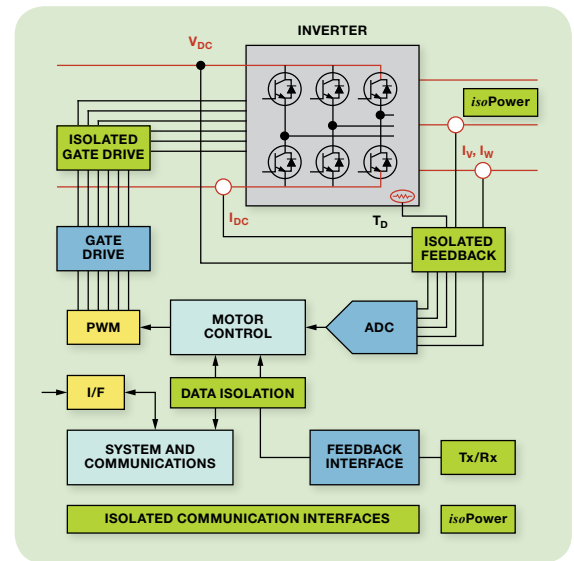 INVERTER
VDC
isoPower
ISOLATED
GATE DRIVE
IV, IW
IDC
TD
ISOLATED
FEEDBACK
GATE
DRIVE
PWM
MOTOR
CONTROL
ADC
I/F
DATA ISOLATION
SYSTEM AND
COMMUNICATIONS
FEEDBACK
INTERFACE
Tx/Rx
ISOLATED COMMUNICATION INTERFACES
isoPower